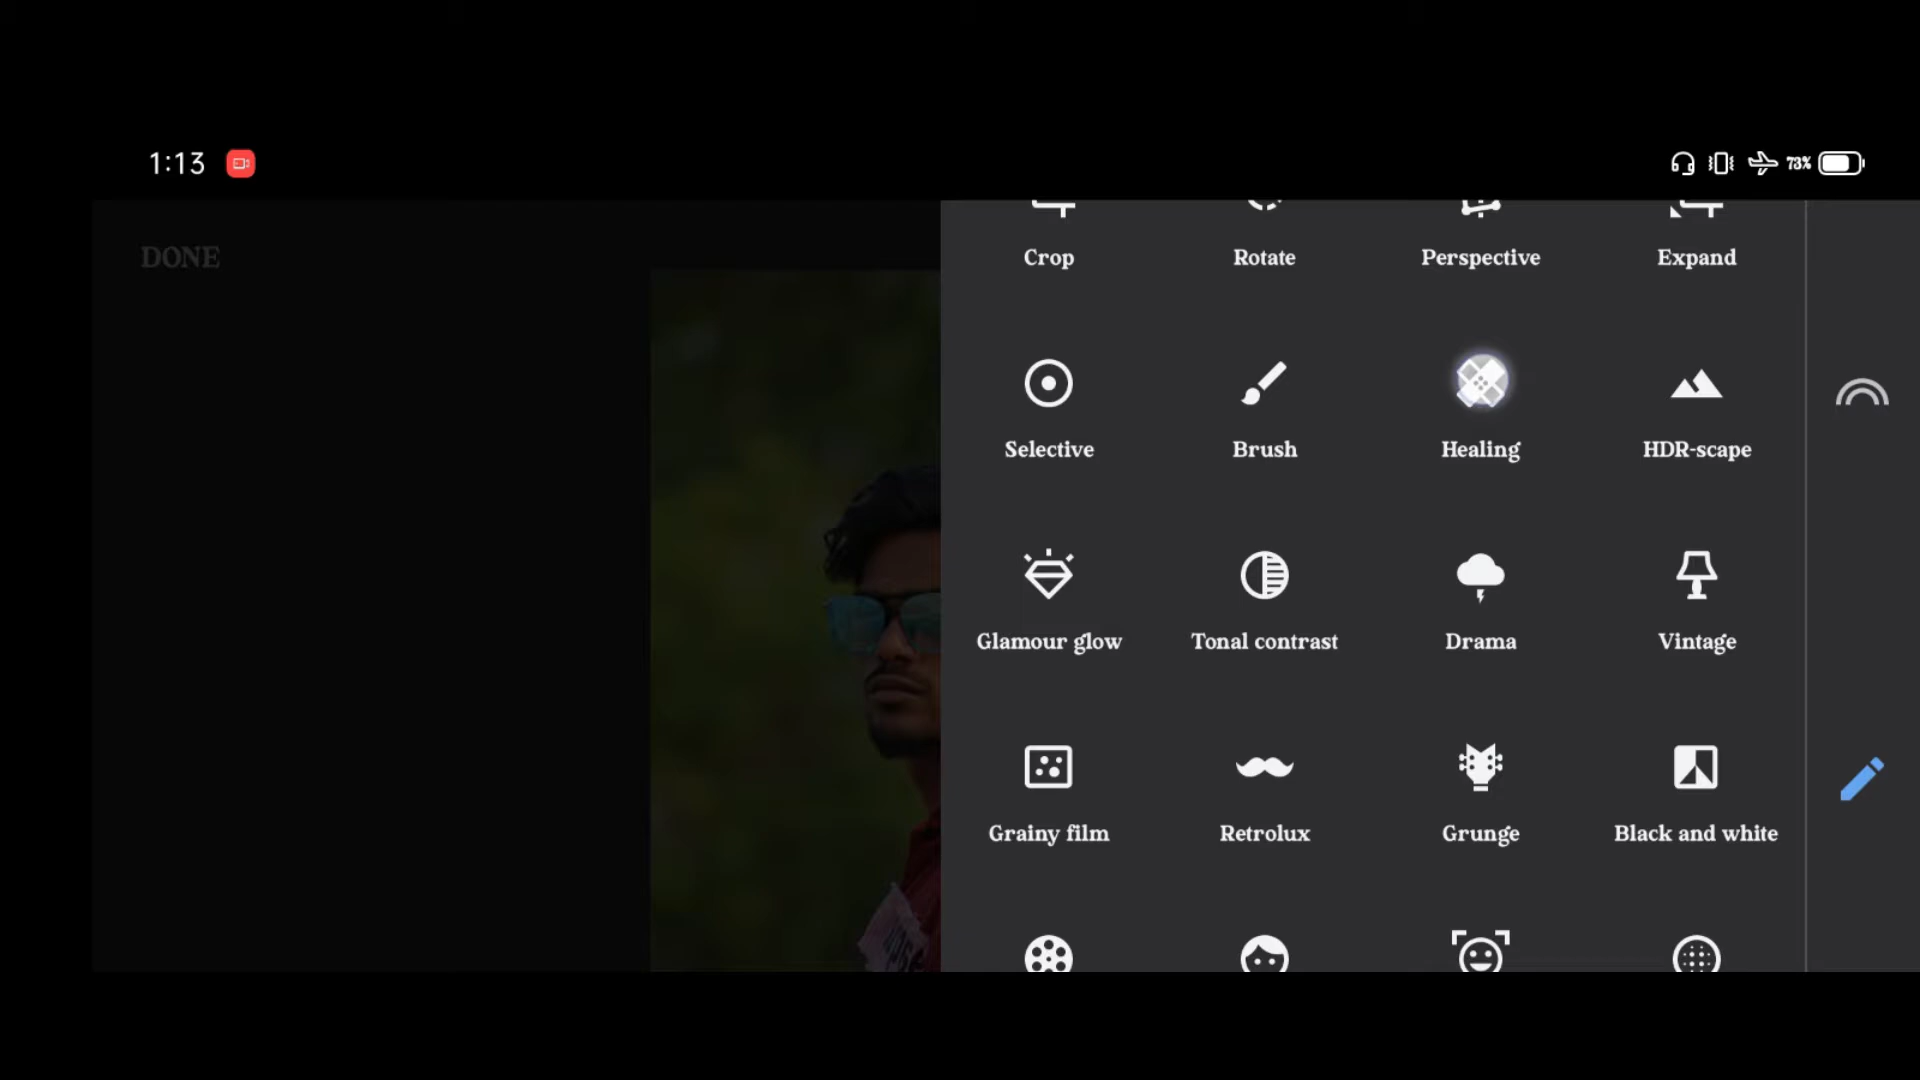 1:13
73%
DONE
Crop Rotate Perspective Expand
Selective Brush Healing HDR-scape
Glamour glow Tonal contrast Drama Vintage
Grainy film Retrolux Grunge Black and white